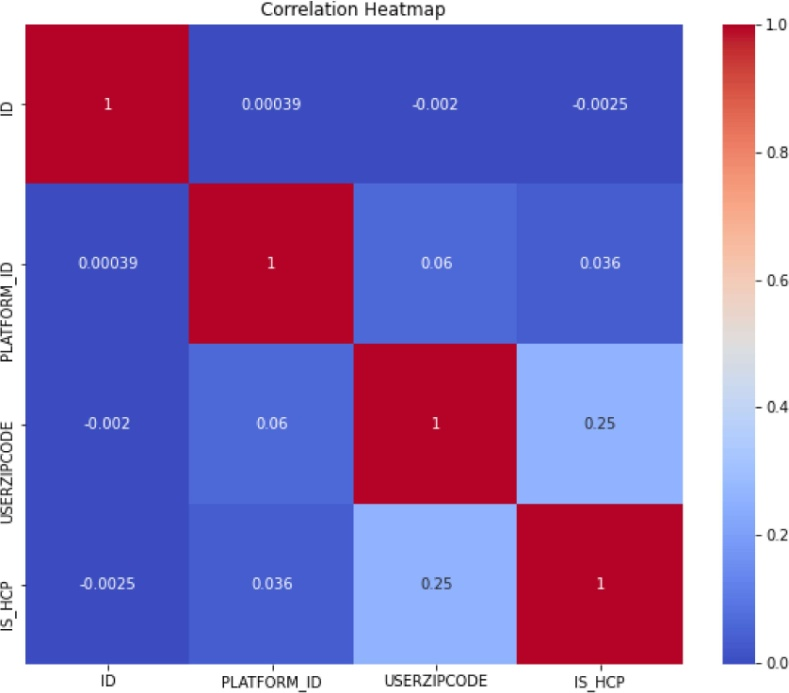 Correlation Heatmap
ID 1 0.00039 -0.002 -0.0025
PLATFORM_ID 0.00039 1 0.06 0.036
USERZIPCODE -0.002 0.06 1 0.25
IS_HCP -0.0025 0.036 0.25 1
ID PLATFORM_ID USERZIPCODE IS_HCP
1.0
0.8
0.6
0.4
0.2
0.0